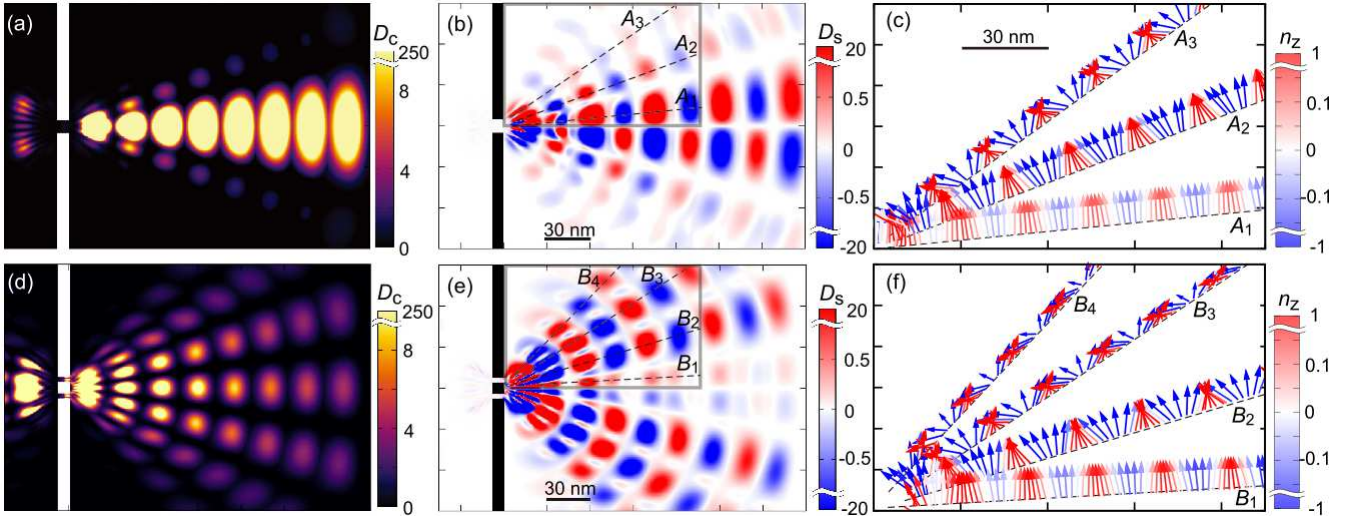 (a)
D_c
250
8
4
0
(b)
A_3
A_2
A_1
30 nm
D_s
20
0.5
0
-0.5
-20
(c)
30 nm
A_3
A_2
A_1
n_z
1
0.1
0
-0.1
-1
(d)
D_c
250
8
4
0
(e)
B_4
B_3
B_2
B_1
30 nm
D_s
20
0.5
0
-0.5
-20
(f)
B_4
B_3
B_2
B_1
n_z
1
0.1
0
-0.1
-1